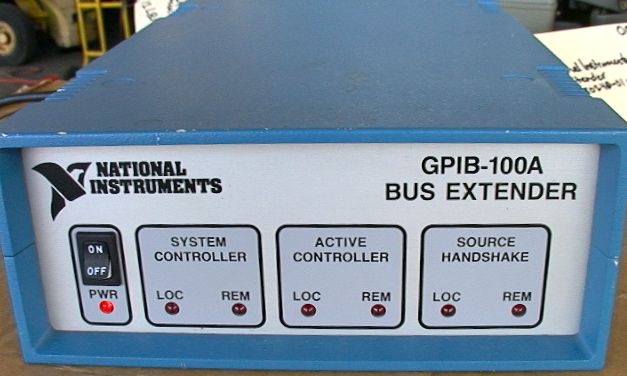 NATIONAL
INSTRUMENTS
GPIB-100A
BUS EXTENDER
ON
OFF
PWR
SYSTEM
CONTROLLER
LOC REM
ACTIVE
CONTROLLER
LOC REM
SOURCE
HANDSHAKE
LOC REM